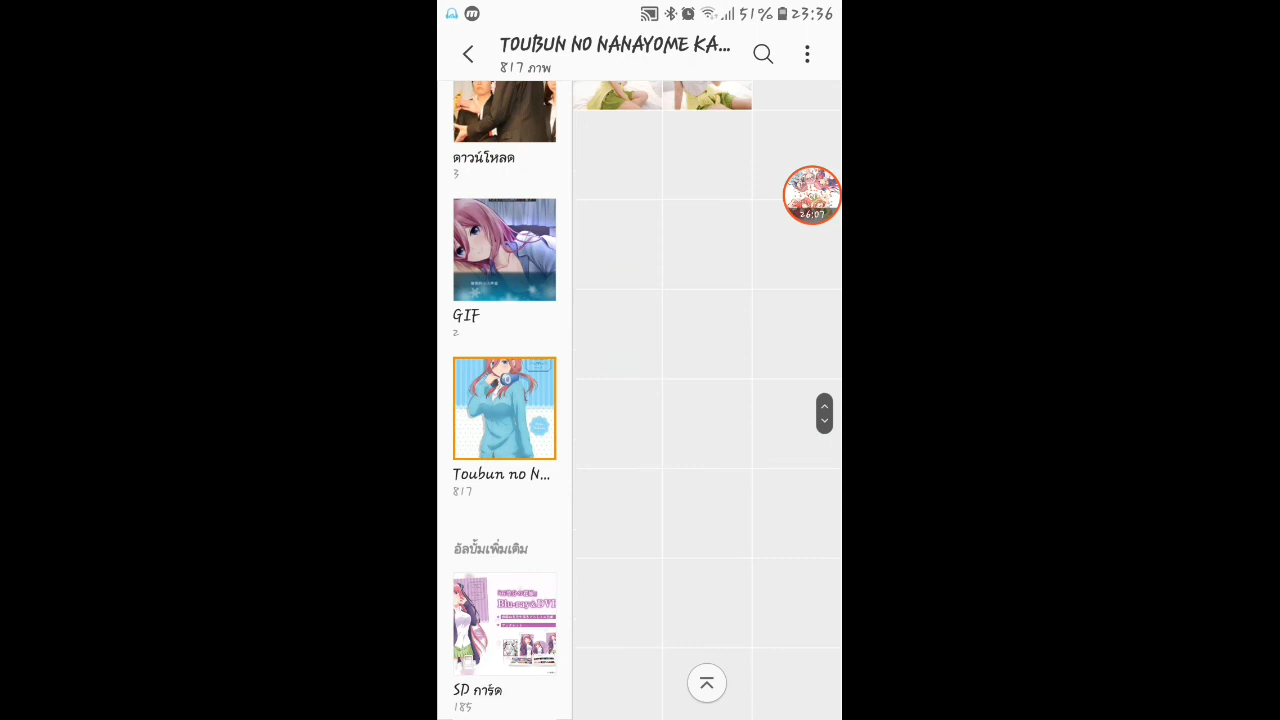 51% 23:36
TOUBUN NO NANAYOME KA...
817 ภาพ
26:07
ดาวน์โหลด
3
GIF
2
Toubun no N...
817
อัลบั้มเพิ่มเติม
Blu-ray&DVD
SD การ์ด
185